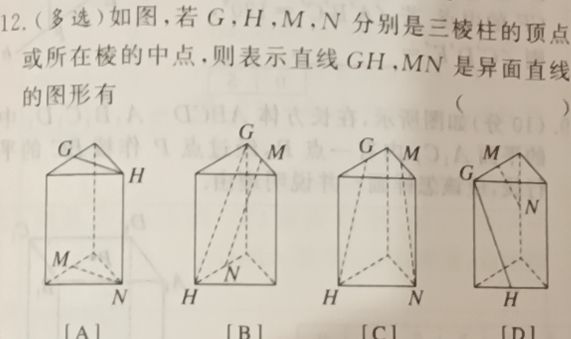 12.(多选)如图,若 G,H,M,N 分别是三棱柱的顶点
或所在棱的中点,则表示直线 GH,MN 是异面直线
的图形有 ( )
G H M N
G M N H
G M H N
M G N H
[A] [B] [C] [D]